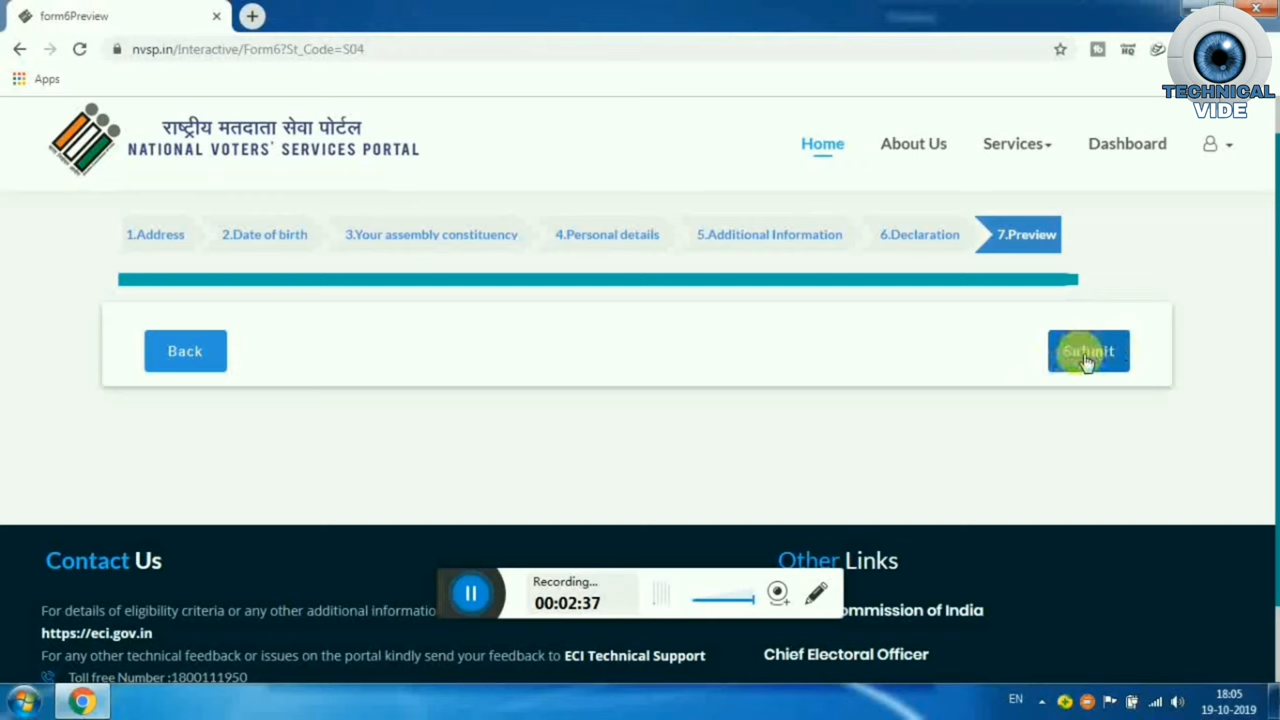 form6Preview
nvsp.in/Interactive/Form6?St_Code=S04
Apps
TECHNICAL
VIDE
राष्ट्रीय मतदाता सेवा पोर्टल
NATIONAL VOTERS' SERVICES PORTAL
Home
About Us
Services
Dashboard
1.Address
2.Date of birth
3.Your assembly constituency
4.Personal details
5.Additional Information
6.Declaration
7.Preview
Back
Submit
Contact Us
Other Links
Recording...
00:02:37
For details of eligibility criteria or any other additional
https://eci.gov.in
of India
For any other technical feedback or issues on the portal kindly send your feedback to ECI Technical Support
Chief Electoral Officer
Toll free Number :1800111950
EN
18:05
19-10-2019